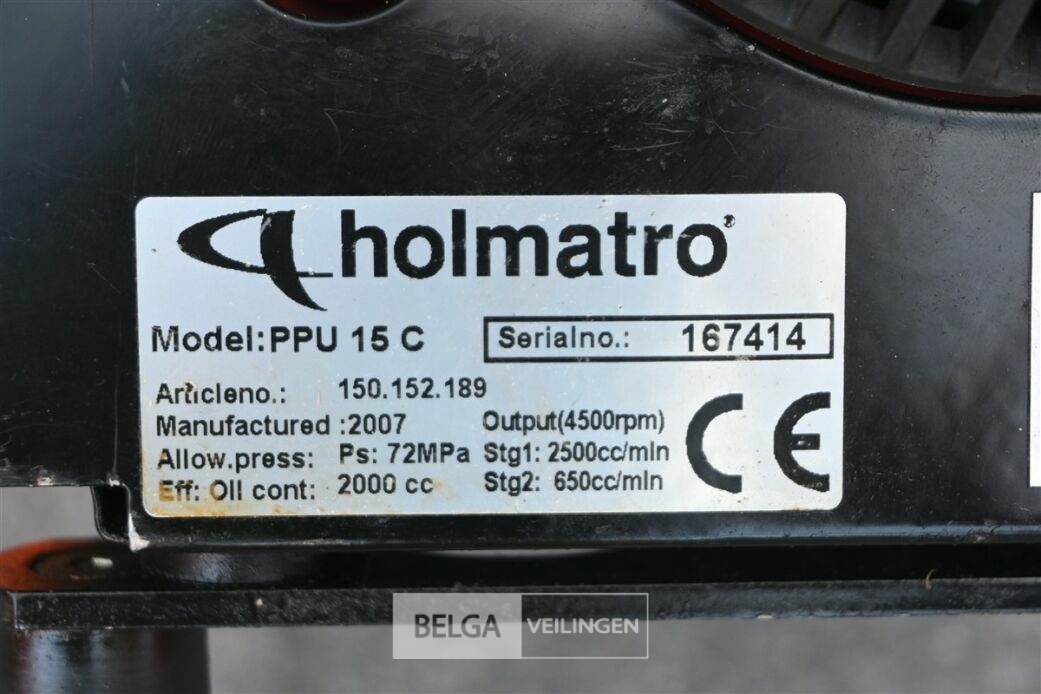 holmatro
Model:PPU 15 C
Serialno.: 167414
Articleno.: 150.152.189
Manufactured :2007
Output(4500rpm)
Allow.press: Ps: 72MPa
Stg1: 2500cc/min
Eff: Oil cont: 2000 cc
Stg2: 650cc/min
CE
BELGA VEILINGEN